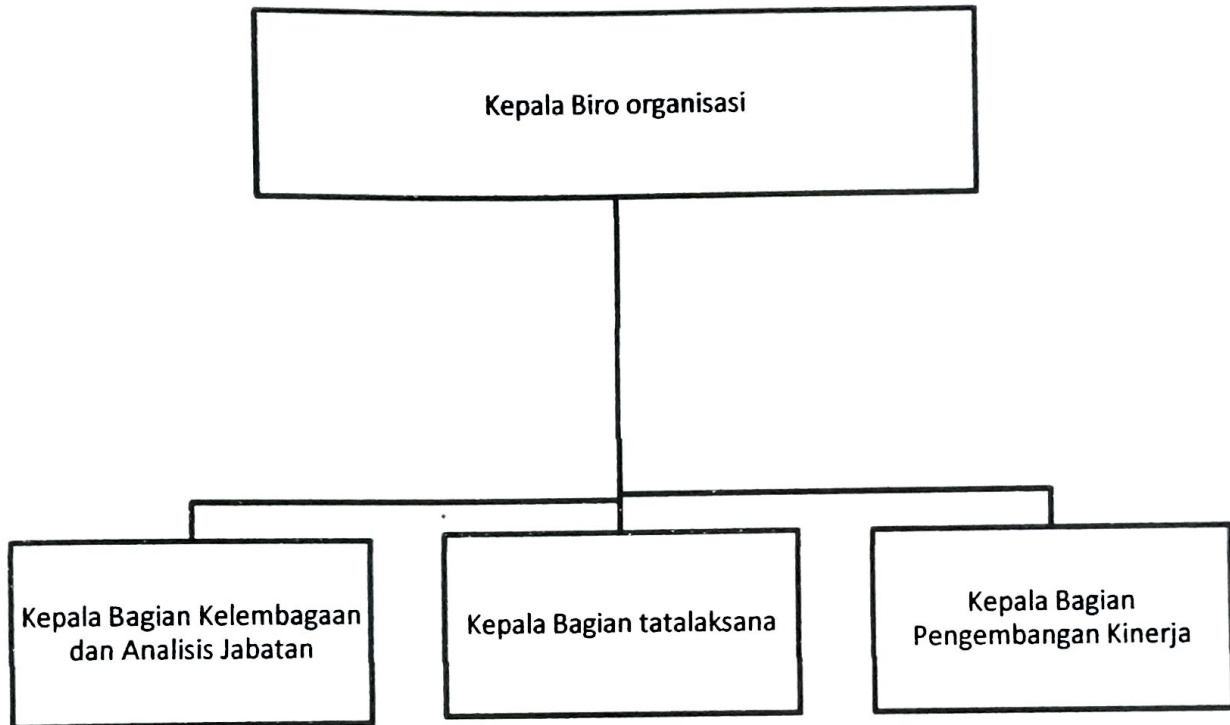 Kepala Biro organisasi
Kepala Bagian Kelembagaan
dan Analisis Jabatan
Kepala Bagian tatalaksana
Kepala Bagian
Pengembangan Kinerja